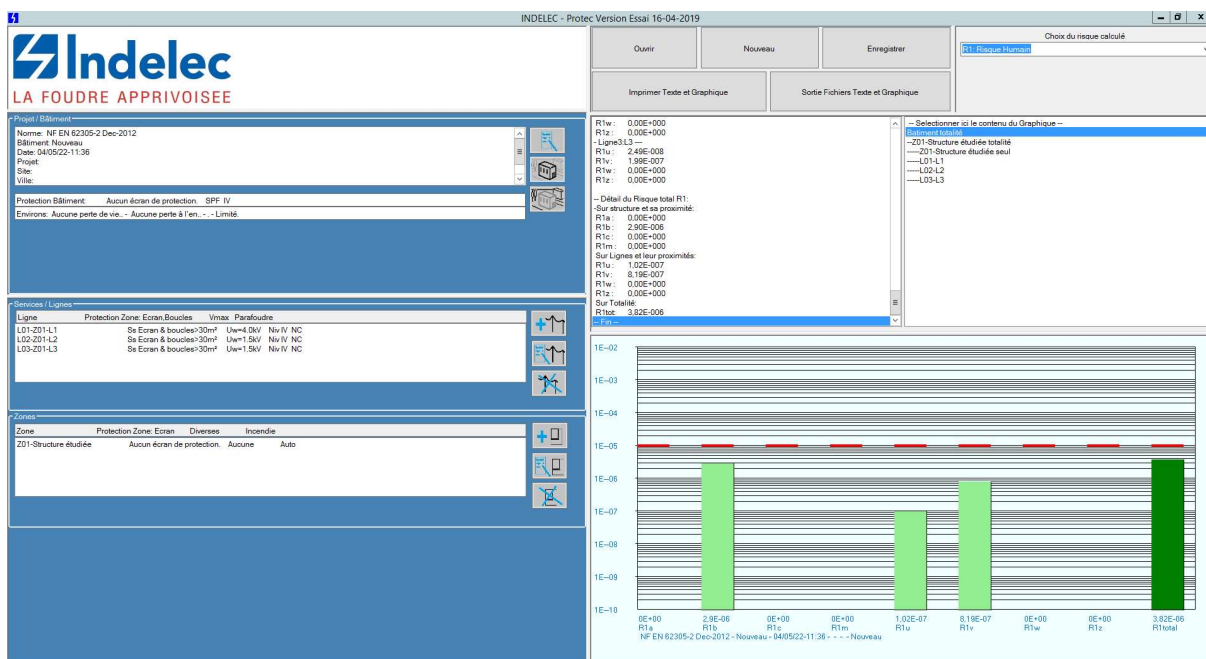 INDELEC - Protec Version Essai 16-04-2019
Indelec
LA FOUDRE APPRIVOISEE
Ouvrir
Nouveau
Enregistrer
Imprimer Texte et Graphique
Sortie Fichiers Texte et Graphique
Choix du risque calculé
R1: Risque Humain
Projet / Bâtiment
Norme: NF EN 62305-2 Dec-2012
Bâtiment: Nouveau
Date: 04/05/22-11:36
Projet:
Site:
Ville:
Protection Bâtiment: Aucun écran de protection. SPF IV
Environs: Aucune perte de vie.. - Aucune perte à l'en.. - . - Limité.
Services / Lignes
Ligne Protection Zone: Ecran,Boucles Vmax Parafoudre
L01-Z01-L1 Ss Ecran & boucles>30m² Uw=4.0kV Niv IV NC
L02-Z01-L2 Ss Ecran & boucles>30m² Uw=1.5kV Niv IV NC
L03-Z01-L3 Ss Ecran & boucles>30m² Uw=1.5kV Niv IV NC
Zones
Zone Protection Zone: Ecran Diverses Incendie
Z01-Structure étudiée Aucun écran de protection. Aucune Auto
R1w : 0,00E+000
R1z : 0,00E+000
- Ligne3:L3 ---
R1u : 2,49E-008
R1v : 1,99E-007
R1w : 0,00E+000
R1z : 0,00E+000
-- Détail du Risque total R1:
-Sur structure et sa proximité:
R1a : 0,00E+000
R1b : 2,90E-006
R1c : 0,00E+000
R1m : 0,00E+000
Sur Lignes et leur proximités:
R1u : 1,02E-007
R1v : 8,19E-007
R1w : 0,00E+000
R1z : 0,00E+000
Sur Totalité:
R1tot: 3,82E-006
-- Fin --
-- Selectionner ici le contenu du Graphique --
Batiment totalité
--Z01-Structure étudiée totalité
-----Z01-Structure étudiée seul
-----L01-L1
-----L02-L2
-----L03-L3
1E-02
1E-03
1E-04
1E-05
1E-06
1E-07
1E-08
1E-09
1E-10
0E+00 2,9E-06 0E+00 0E+00 1,02E-07 8,19E-07 0E+00 0E+00 3,82E-06
R1a R1b R1c R1m R1u R1v R1w R1z R1total
NF EN 62305-2 Dec-2012 - Nouveau - 04/05/22-11:36 - - - - Nouveau